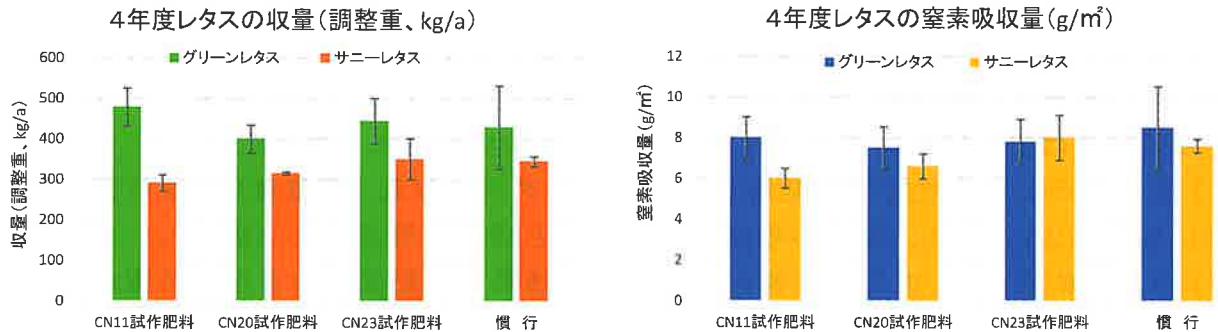 4年度レタスの収量(調整重、kg/a)
グリーンレタス サニーレタス
収量(調整重、kg/a)
600
500
400
300
200
100
0
CN11試作肥料 CN20試作肥料 CN23試作肥料 慣 行
4年度レタスの窒素吸収量(g/㎡)
グリーンレタス サニーレタス
窒素吸収量(g/㎡)
12
10
8
6
4
2
0
CN11試作肥料 CN20試作肥料 CN23試作肥料 慣 行